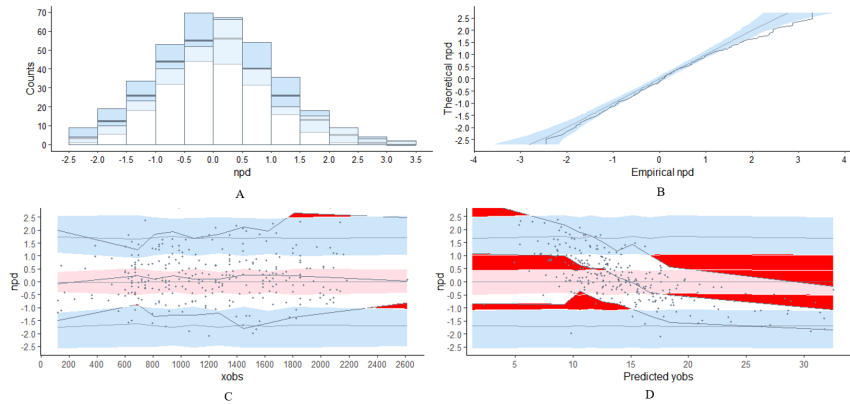 70
60
50
40
30
20
10
0
Counts
-2.5 -2.0 -1.5 -1.0 -0.5 0.0 0.5 1.0 1.5 2.0 2.5 3.0 3.5
npd
A
2.5
2.0
1.5
1.0
0.5
0.0
-0.5
-1.0
-1.5
-2.0
-2.5
Theoretical npd
-4 -3 -2 -1 0 1 2 3 4
Empirical npd
B
2.5
2.0
1.5
1.0
0.5
0.0
-0.5
-1.0
-1.5
-2.0
-2.5
npd
0 200 400 600 800 1000 1200 1400 1600 1800 2000 2200 2400 2600
xobs
C
2.5
2.0
1.5
1.0
0.5
0.0
-0.5
-1.0
-1.5
-2.0
-2.5
npd
5 10 15 20 25 30
Predicted yobs
D